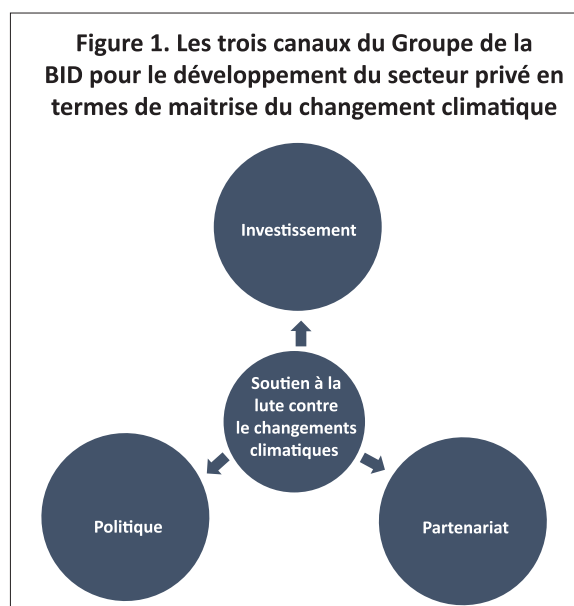 Figure 1. Les trois canaux du Groupe de la
BID pour le développement du secteur privé en
termes de maitrise du changement climatique
Investissement
Soutien à la
lute contre
le changements
climatiques
Politique
Partenariat